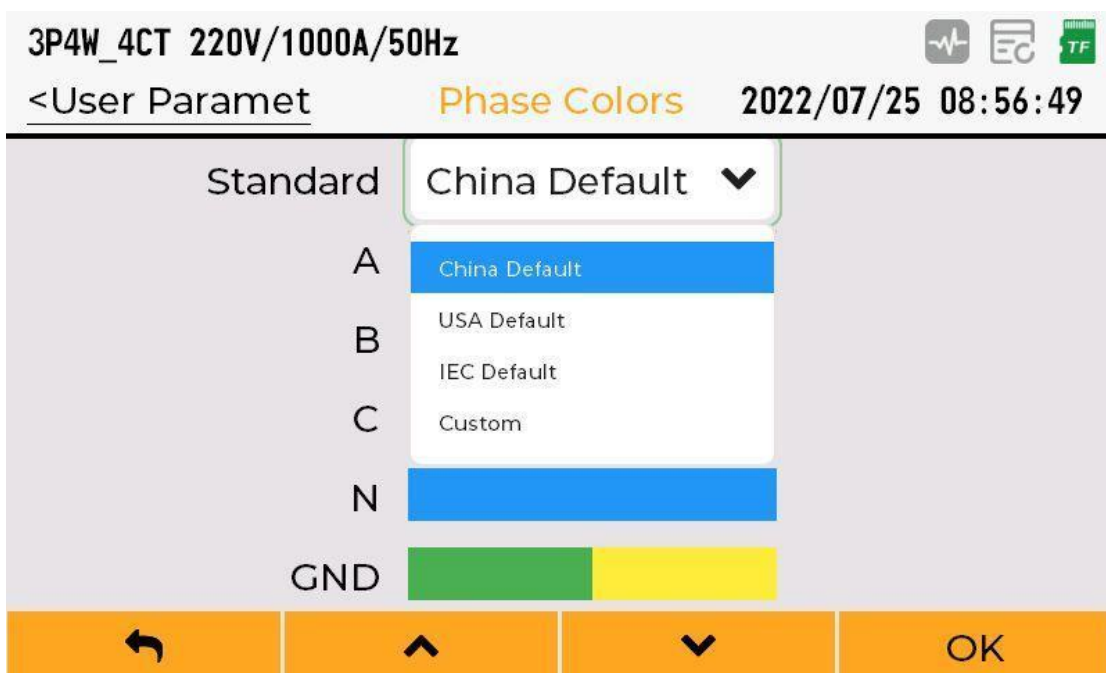 3P4W_4CT 220V/1000A/50Hz
TF
<User Paramet Phase Colors 2022/07/25 08:56:49
Standard China Default
A China Default
USA Default
B
IEC Default
C Custom
N
GND
OK